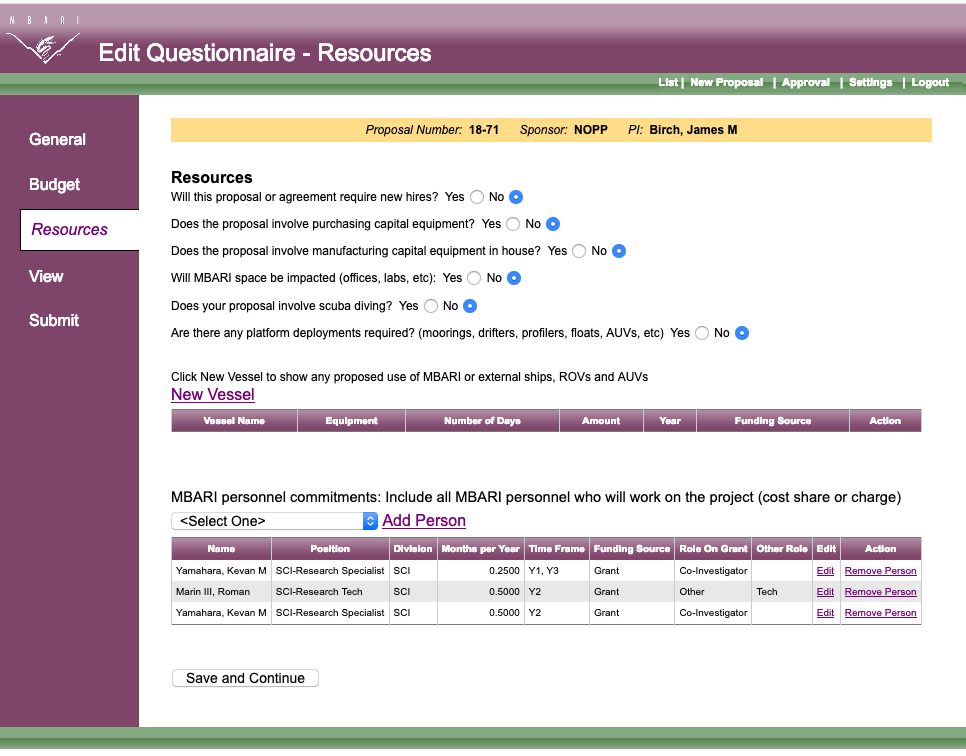 M B A R I
Edit Questionnaire - Resources
List | New Proposal | Approval | Settings | Logout
General
Budget
Resources
View
Submit
Proposal Number: 18-71 Sponsor: NOPP PI: Birch, James M
Resources
Will this proposal or agreement require new hires? Yes No
Does the proposal involve purchasing capital equipment? Yes No
Does the proposal involve manufacturing capital equipment in house? Yes No
Will MBARI space be impacted (offices, labs, etc): Yes No
Does your proposal involve scuba diving? Yes No
Are there any platform deployments required? (moorings, drifters, profilers, floats, AUVs, etc) Yes No
Click New Vessel to show any proposed use of MBARI or external ships, ROVs and AUVs
New Vessel
Vessel Name Equipment Number of Days Amount Year Funding Source Action
MBARI personnel commitments: Include all MBARI personnel who will work on the project (cost share or charge)
<Select One> Add Person
Name Position Division Months per Year Time Frame Funding Source Role On Grant Other Role Edit Action
Yamahara, Kevan M SCI-Research Specialist SCI 0.2500 Y1, Y3 Grant Co-Investigator Edit Remove Person
Marin III, Roman SCI-Research Tech SCI 0.5000 Y2 Grant Other Tech Edit Remove Person
Yamahara, Kevan M SCI-Research Specialist SCI 0.5000 Y2 Grant Co-Investigator Edit Remove Person
Save and Continue